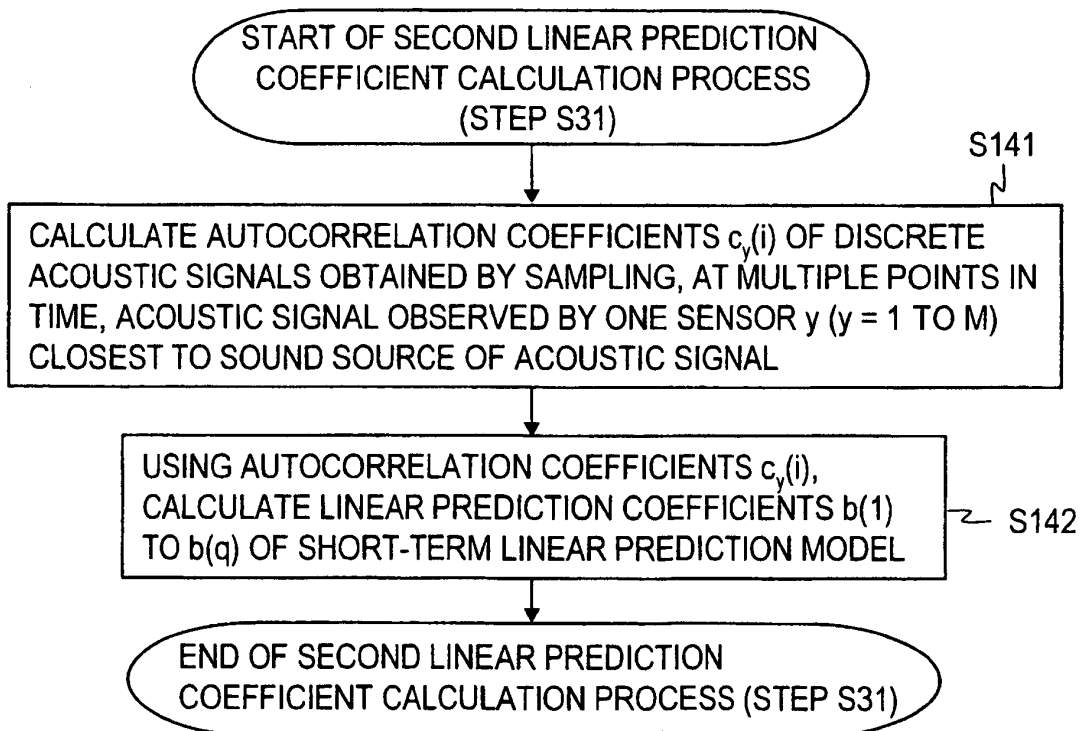 START OF SECOND LINEAR PREDICTION
COEFFICIENT CALCULATION PROCESS
(STEP S31)
S141
CALCULATE AUTOCORRELATION COEFFICIENTS c_y(i) OF DISCRETE
ACOUSTIC SIGNALS OBTAINED BY SAMPLING, AT MULTIPLE POINTS IN
TIME, ACOUSTIC SIGNAL OBSERVED BY ONE SENSOR y (y = 1 TO M)
CLOSEST TO SOUND SOURCE OF ACOUSTIC SIGNAL
USING AUTOCORRELATION COEFFICIENTS c_y(i),
CALCULATE LINEAR PREDICTION COEFFICIENTS b(1)
TO b(q) OF SHORT-TERM LINEAR PREDICTION MODEL
S142
END OF SECOND LINEAR PREDICTION
COEFFICIENT CALCULATION PROCESS (STEP S31)